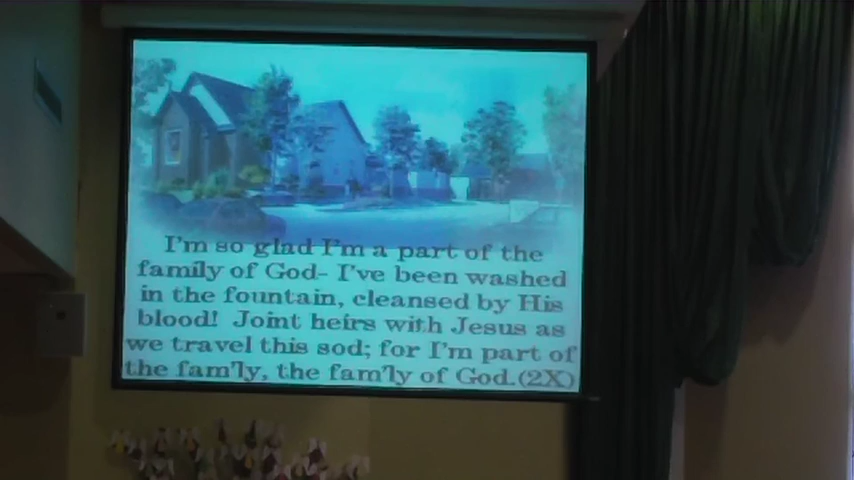 I'm so glad I'm a part of the
family of God- I've been washed
in the fountain, cleansed by His
blood! Joint heirs with Jesus as
we travel this sod; for I'm part of
the fam'ly, the fam'ly of God.(2X)